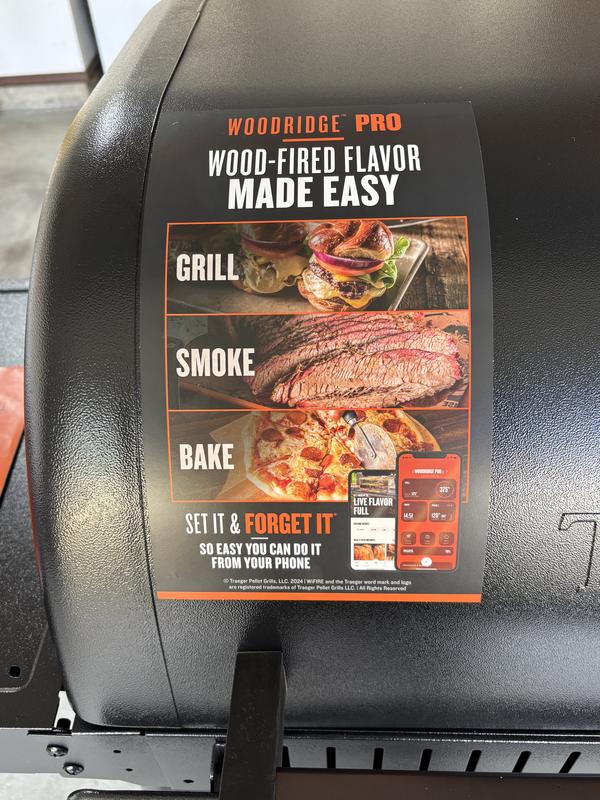 WOODRIDGE™ PRO
WOOD-FIRED FLAVOR
MADE EASY
GRILL
SMOKE
BAKE
WOODRIDGE PRO
375°
LIVE FLAVOR
FULL
SET IT & FORGET IT
SO EASY YOU CAN DO IT
FROM YOUR PHONE
© Traeger Pellet Grills, LLC. 2024 | WiFIRE and the Traeger word mark and logo
are registered trademarks of Traeger Pellet Grills LLC. | All Rights Reserved
T